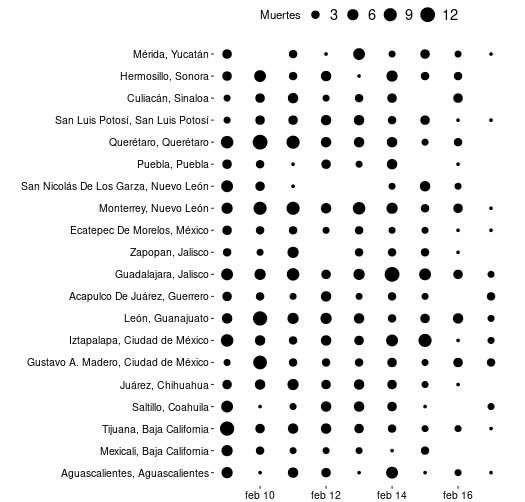 Muertes 3 6 9 12
Mérida, Yucatán
Hermosillo, Sonora
Culiacán, Sinaloa
San Luis Potosí, San Luis Potosí
Querétaro, Querétaro
Puebla, Puebla
San Nicolás De Los Garza, Nuevo León
Monterrey, Nuevo León
Ecatepec De Morelos, México
Zapopan, Jalisco
Guadalajara, Jalisco
Acapulco De Juárez, Guerrero
León, Guanajuato
Iztapalapa, Ciudad de México
Gustavo A. Madero, Ciudad de México
Juárez, Chihuahua
Saltillo, Coahuila
Tijuana, Baja California
Mexicali, Baja California
Aguascalientes, Aguascalientes
feb 10 feb 12 feb 14 feb 16